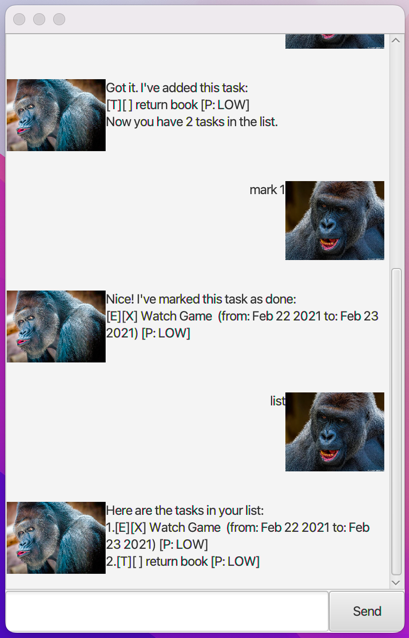 Got it. I've added this task:
[T][ ] return book [P: LOW]
Now you have 2 tasks in the list.
mark 1
Nice! I've marked this task as done:
[E][X] Watch Game  (from: Feb 22 2021 to: Feb 23
2021) [P: LOW]
list
Here are the tasks in your list:
1.[E][X] Watch Game  (from: Feb 22 2021 to: Feb
23 2021) [P: LOW]
2.[T][ ] return book [P: LOW]
Send